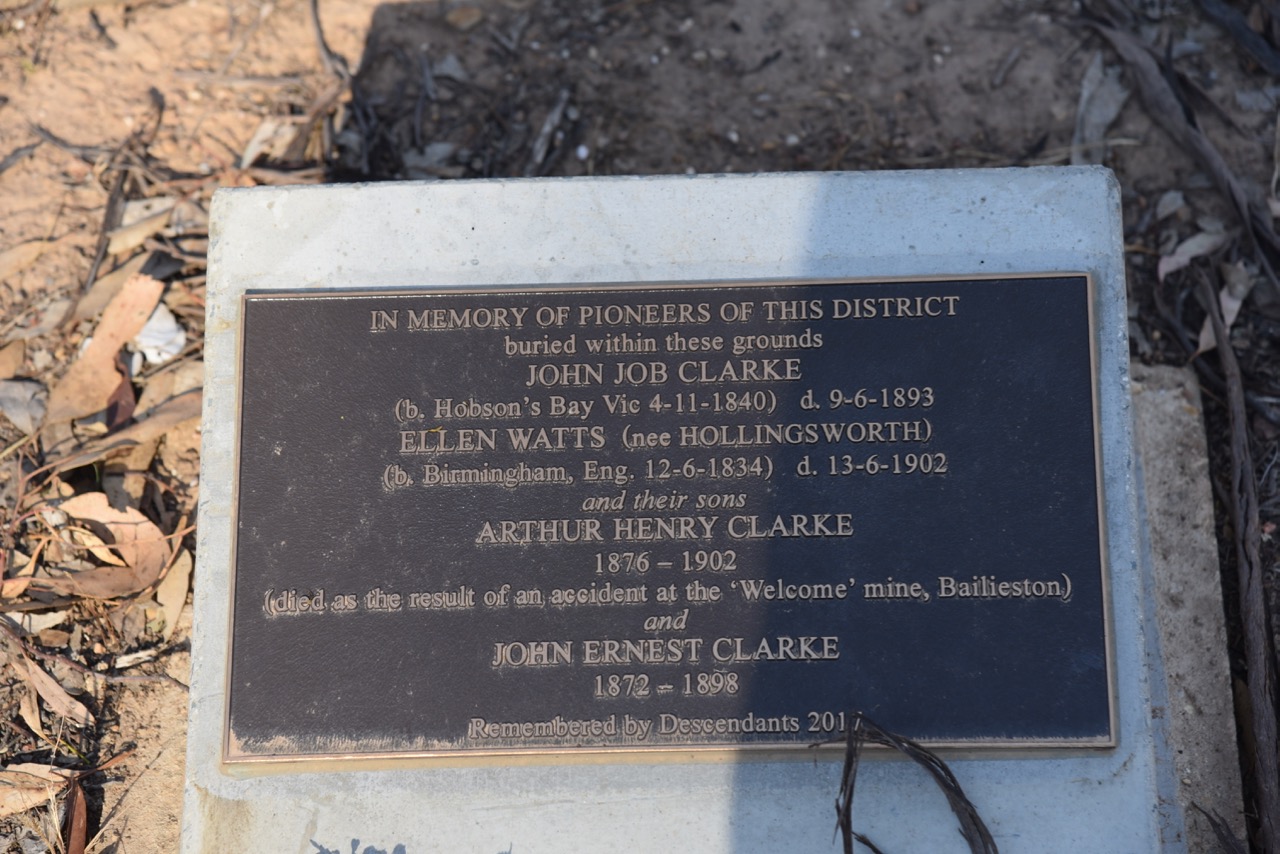 IN MEMORY OF PIONEERS OF THIS DISTRICT
buried within these grounds
JOHN JOB CLARKE
(b. Hobson's Bay Vic 4-11-1840) d. 9-6-1893
ELLEN WATTS (nee HOLLINGSWORTH)
(b. Birmingham, Eng. 12-6-1834) d. 13-6-1902
and their sons
ARTHUR HENRY CLARKE
1876 – 1902
(died as the result of an accident at the ‘Welcome’ mine, Bailieston)
and
JOHN ERNEST CLARKE
1872 – 1898
Remembered by Descendants